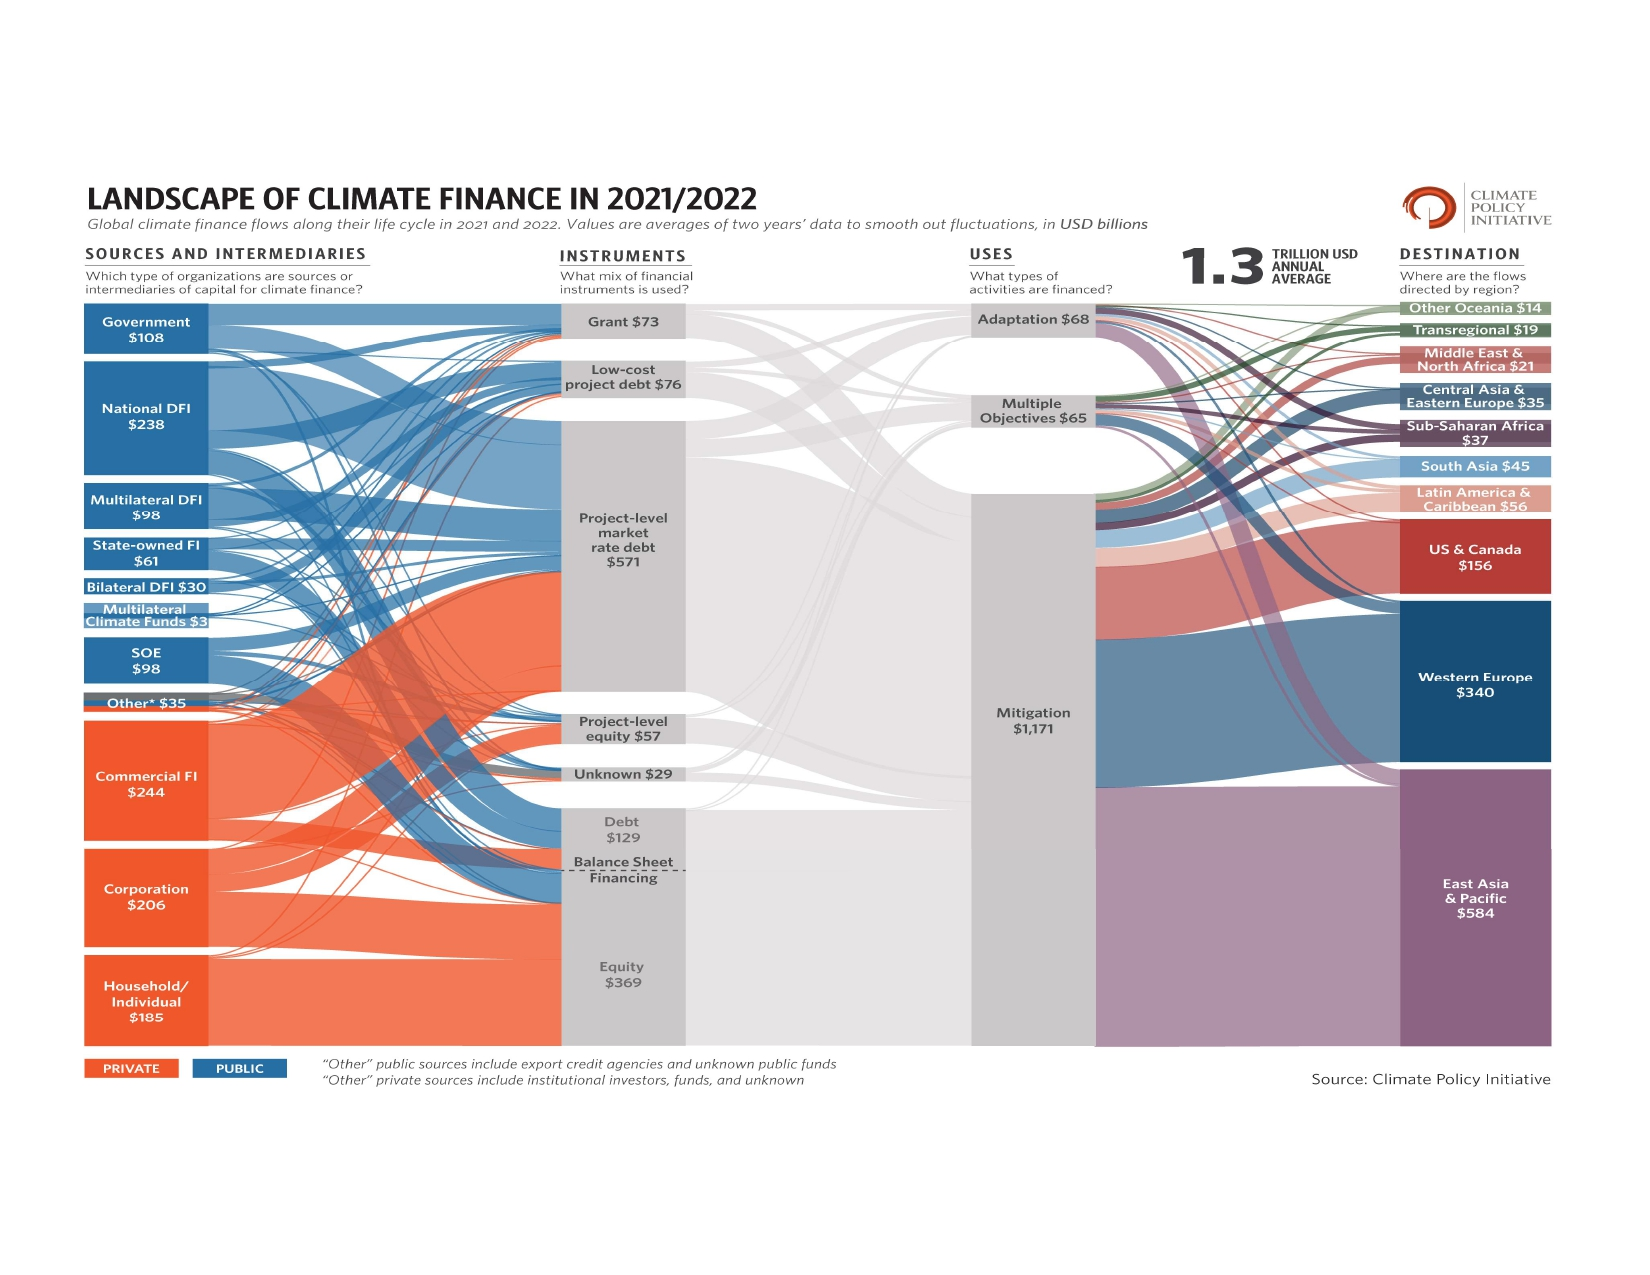 LANDSCAPE OF CLIMATE FINANCE IN 2021/2022
Global climate finance flows along their life cycle in 2021 and 2022. Values are averages of two years’ data to smooth out fluctuations, in USD billions
CLIMATE
POLICY
INITIATIVE
SOURCES AND INTERMEDIARIES
Which type of organizations are sources or
intermediaries of capital for climate finance?
Government
$108
National DFI
$238
Multilateral DFI
$98
State-owned FI
$61
Bilateral DFI $30
Multilateral
Climate Funds $3
SOE
$98
Other* $35
Commercial FI
$244
Corporation
$206
Household/
Individual
$185
INSTRUMENTS
What mix of financial
instruments is used?
Grant $73
Low-cost
project debt $76
Project-level
market
rate debt
$571
Project-level
equity $57
Unknown $29
Debt
$129
Balance Sheet
Financing
Equity
$369
USES
What types of
activities are financed?
Adaptation $68
Multiple
Objectives $65
Mitigation
$1,171
1.3 TRILLION USD
ANNUAL
AVERAGE
DESTINATION
Where are the flows
directed by region?
Other Oceania $14
Transregional $19
Middle East &
North Africa $21
Central Asia &
Eastern Europe $35
Sub-Saharan Africa
$37
South Asia $45
Latin America &
Caribbean $56
US & Canada
$156
Western Europe
$340
East Asia
& Pacific
$584
PRIVATE
PUBLIC
“Other” public sources include export credit agencies and unknown public funds
“Other” private sources include institutional investors, funds, and unknown
Source: Climate Policy Initiative